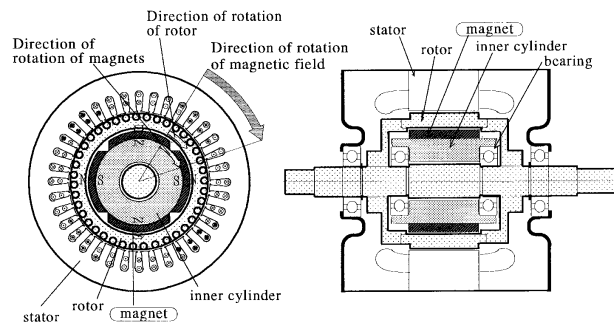 Direction of rotation
of rotor
Direction of
rotation of magnets
Direction of rotation
of magnetic field
N
S
S
N
stator
rotor
magnet
inner cylinder
stator
rotor
magnet
inner cylinder
bcaring